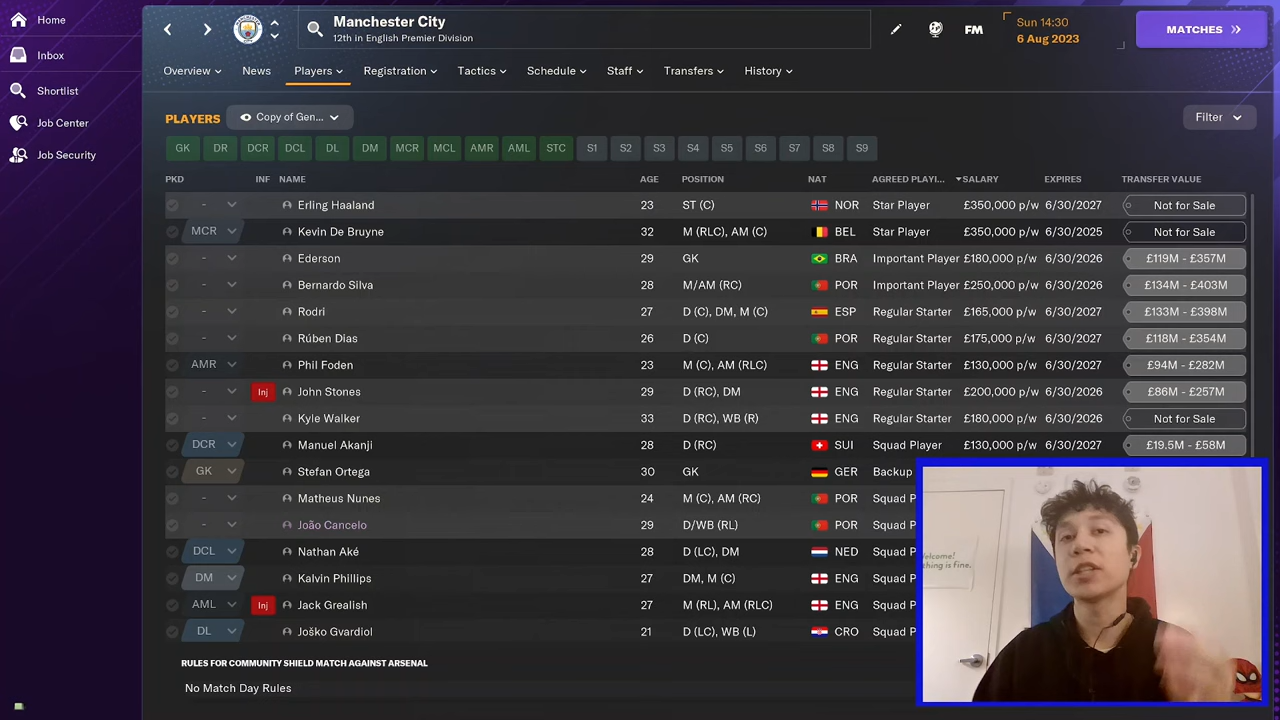 Home
Inbox
Shortlist
Job Center
Job Security
Manchester City
12th in English Premier Division
FM
Sun 14:30
6 Aug 2023
MATCHES
Overview News Players Registration Tactics Schedule Staff Transfers History
PLAYERS Copy of Gen... Filter
GK DR DCR DCL DL DM MCR MCL AMR AML STC S1 S2 S3 S4 S5 S6 S7 S8 S9
PKD INF NAME AGE POSITION NAT AGREED PLAYI... SALARY EXPIRES TRANSFER VALUE
- Erling Haaland 23 ST (C) NOR Star Player £350,000 p/w 6/30/2027 Not for Sale
MCR Kevin De Bruyne 32 M (RLC), AM (C) BEL Star Player £350,000 p/w 6/30/2025 Not for Sale
- Ederson 29 GK BRA Important Player £180,000 p/w 6/30/2026 £119M - £357M
- Bernardo Silva 28 M/AM (RC) POR Important Player £250,000 p/w 6/30/2026 £134M - £403M
- Rodri 27 D (C), DM, M (C) ESP Regular Starter £165,000 p/w 6/30/2027 £133M - £398M
- Rúben Dias 26 D (C) POR Regular Starter £175,000 p/w 6/30/2027 £118M - £354M
AMR Phil Foden 23 M (C), AM (RLC) ENG Regular Starter £130,000 p/w 6/30/2027 £94M - £282M
- Inj John Stones 29 D (RC), DM ENG Regular Starter £200,000 p/w 6/30/2026 £86M - £257M
- Kyle Walker 33 D (RC), WB (R) ENG Regular Starter £180,000 p/w 6/30/2026 Not for Sale
DCR Manuel Akanji 28 D (RC) SUI Squad Player £130,000 p/w 6/30/2027 £19.5M - £58M
GK Stefan Ortega 30 GK GER Backup
- Matheus Nunes 24 M (C), AM (RC) POR Squad P
- João Cancelo 29 D/WB (RL) POR Squad P
DCL Nathan Aké 28 D (LC), DM NED Squad P
DM Kalvin Phillips 27 DM, M (C) ENG Squad P
AML Inj Jack Grealish 27 M (RL), AM (RLC) ENG Squad P
DL Joško Gvardiol 21 D (LC), WB (L) CRO Squad P
RULES FOR COMMUNITY SHIELD MATCH AGAINST ARSENAL
No Match Day Rules
elcome!
thing is fine.